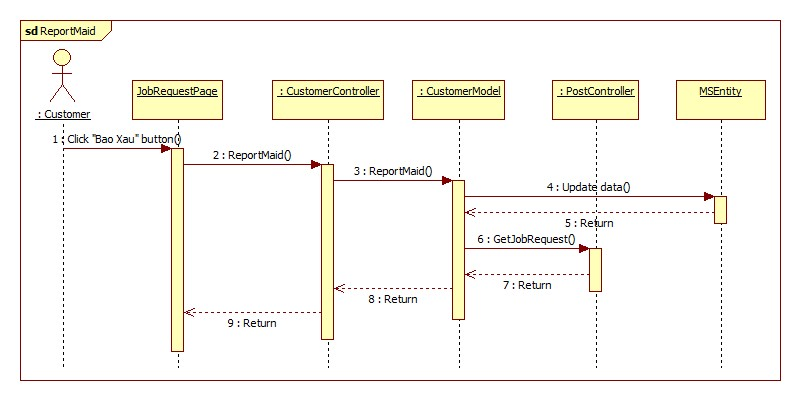 sd ReportMaid
: Customer
JobRequestPage
: CustomerController
: CustomerModel
: PostController
MSEntity
1 : Click "Bao Xau" button()
2 : ReportMaid()
3 : ReportMaid()
4 : Update data()
5 : Return
6 : GetJobRequest()
7 : Return
8 : Return
9 : Return